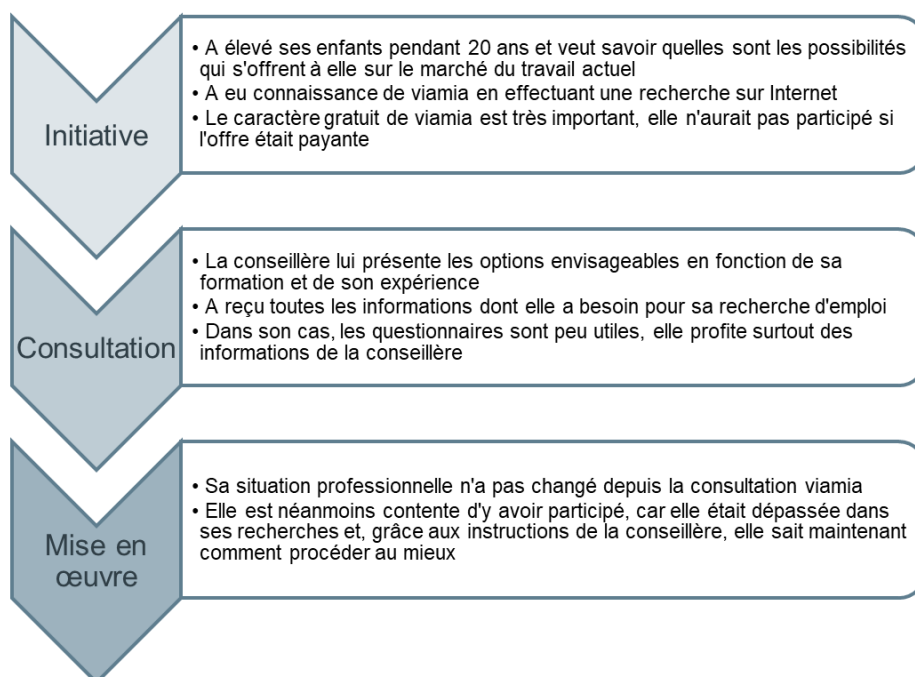 Initiative
• A élevé ses enfants pendant 20 ans et veut savoir quelles sont les possibilités
qui s'offrent à elle sur le marché du travail actuel
• A eu connaissance de viamia en effectuant une recherche sur Internet
• Le caractère gratuit de viamia est très important, elle n'aurait pas participé si
l'offre était payante
Consultation
• La conseillère lui présente les options envisageables en fonction de sa
formation et de son expérience
• A reçu toutes les informations dont elle a besoin pour sa recherche d'emploi
• Dans son cas, les questionnaires sont peu utiles, elle profite surtout des
informations de la conseillère
Mise en
œuvre
• Sa situation professionnelle n'a pas changé depuis la consultation viamia
• Elle est néanmoins contente d'y avoir participé, car elle était dépassée dans
ses recherches et, grâce aux instructions de la conseillère, elle sait maintenant
comment procéder au mieux